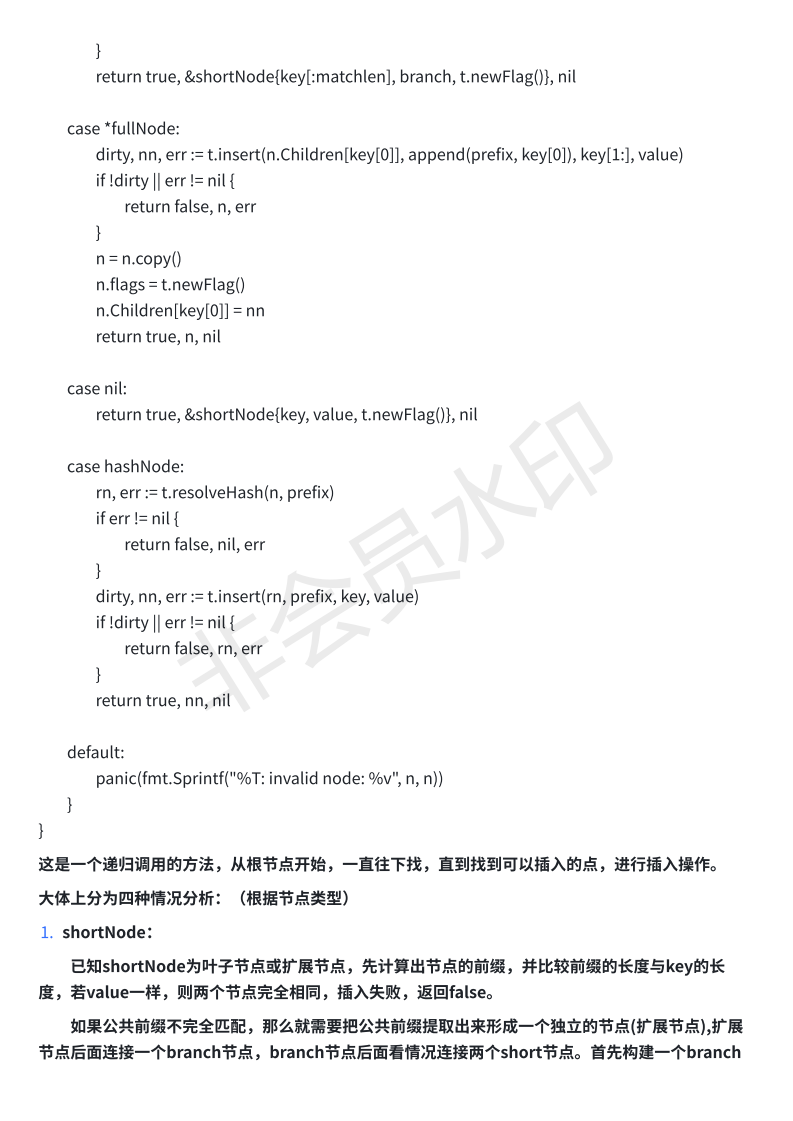 }
return true, &shortNode{key[:matchlen], branch, t.newFlag()}, nil
case *fullNode:
dirty, nn, err := t.insert(n.Children[key[0]], append(prefix, key[0]), key[1:], value)
if !dirty || err != nil {
return false, n, err
}
n = n.copy()
n.flags = t.newFlag()
n.Children[key[0]] = nn
return true, n, nil
case nil:
return true, &shortNode{key, value, t.newFlag()}, nil
case hashNode:
rn, err := t.resolveHash(n, prefix)
if err != nil {
return false, nil, err
}
dirty, nn, err := t.insert(rn, prefix, key, value)
if !dirty || err != nil {
return false, rn, err
}
return true, nn, nil
default:
panic(fmt.Sprintf("%T: invalid node: %v", n, n))
}
}
这是一个递归调用的方法，从根节点开始，一直往下找，直到找到可以插入的点，进行插入操作。
大体上分为四种情况分析：（根据节点类型）
1. shortNode：
已知shortNode为叶子节点或扩展节点，先计算出节点的前缀，并比较前缀的长度与key的长
度，若value一样，则两个节点完全相同，插入失败，返回false。
如果公共前缀不完全匹配，那么就需要把公共前缀提取出来形成一个独立的节点(扩展节点),扩展
节点后面连接一个branch节点，branch节点后面看情况连接两个short节点。首先构建一个branch
非会员水印